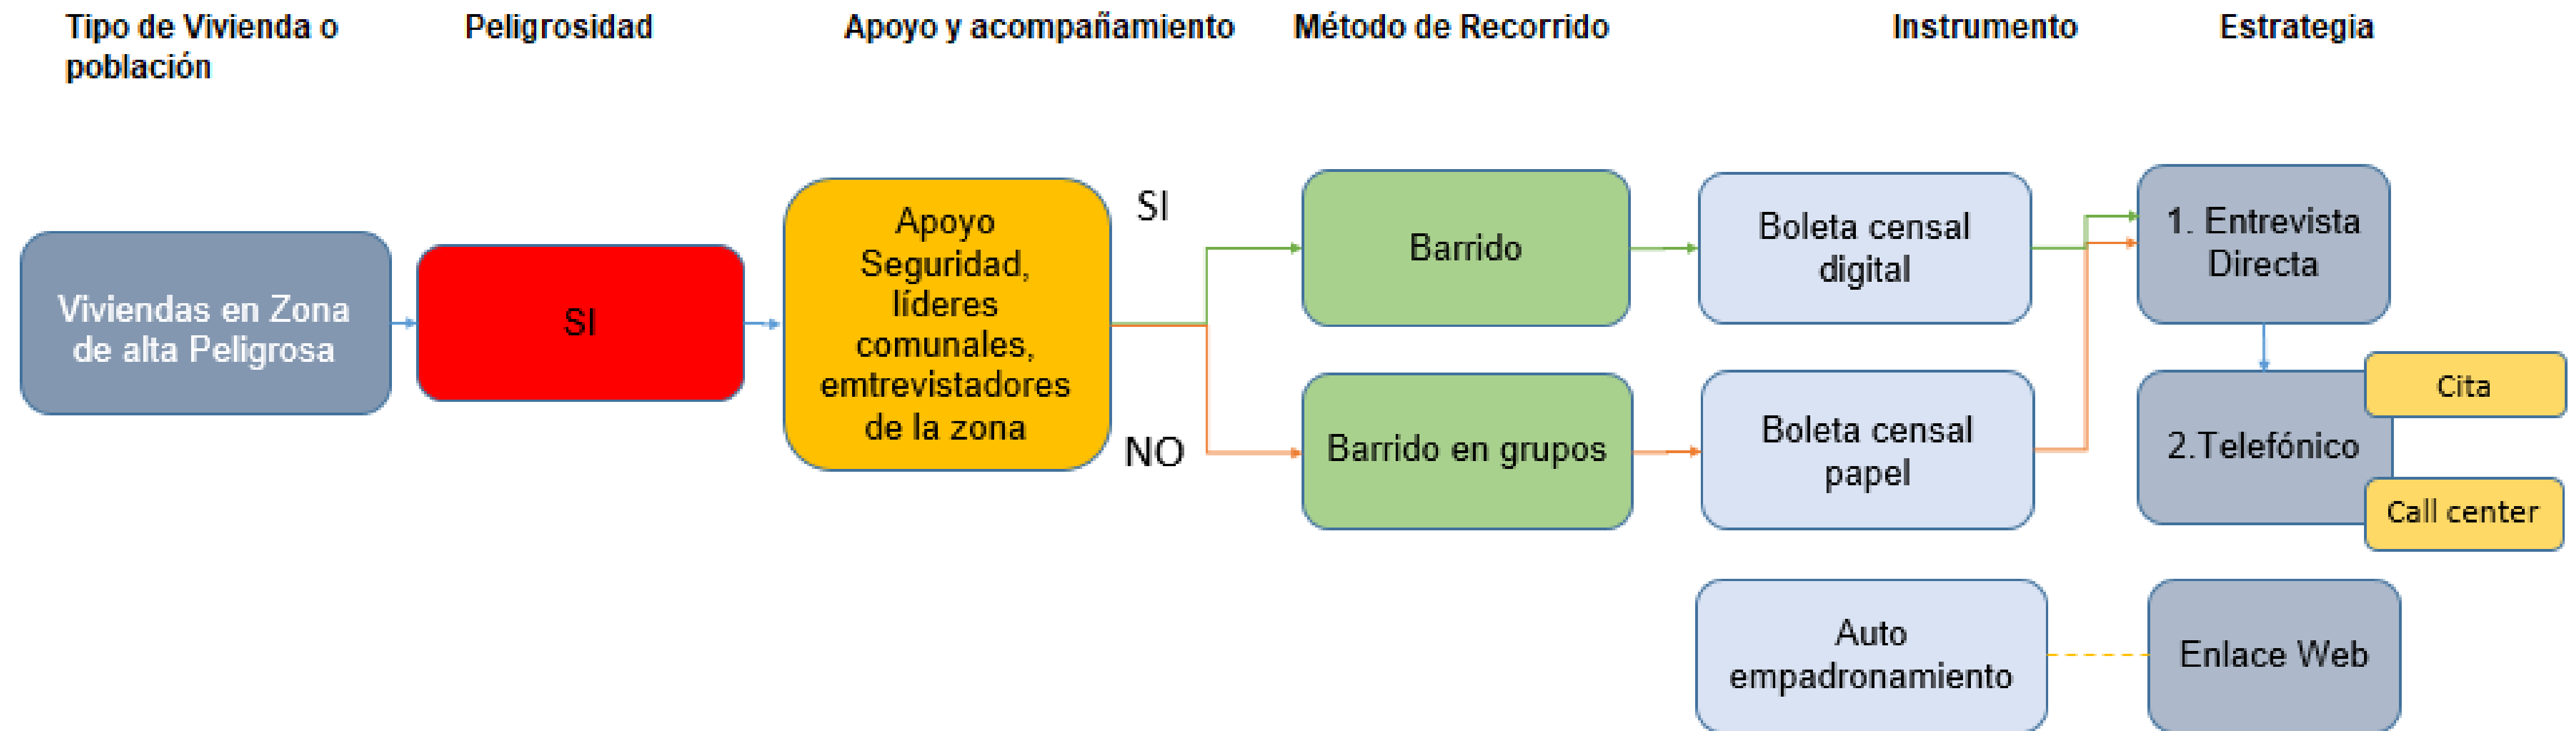 Tipo de Vivienda o
población
Peligrosidad
Apoyo y acompañamiento
Método de Recorrido
Instrumento
Estrategia
Viviendas en Zona
de alta Peligrosa
SI
Apoyo
Seguridad,
líderes
comunales,
emtrevistadores
de la zona
SI
NO
Barrido
Barrido en grupos
Boleta censal
digital
Boleta censal
papel
Auto
empadronamiento
1. Entrevista
Directa
2.Telefónico
Cita
Call center
Enlace Web